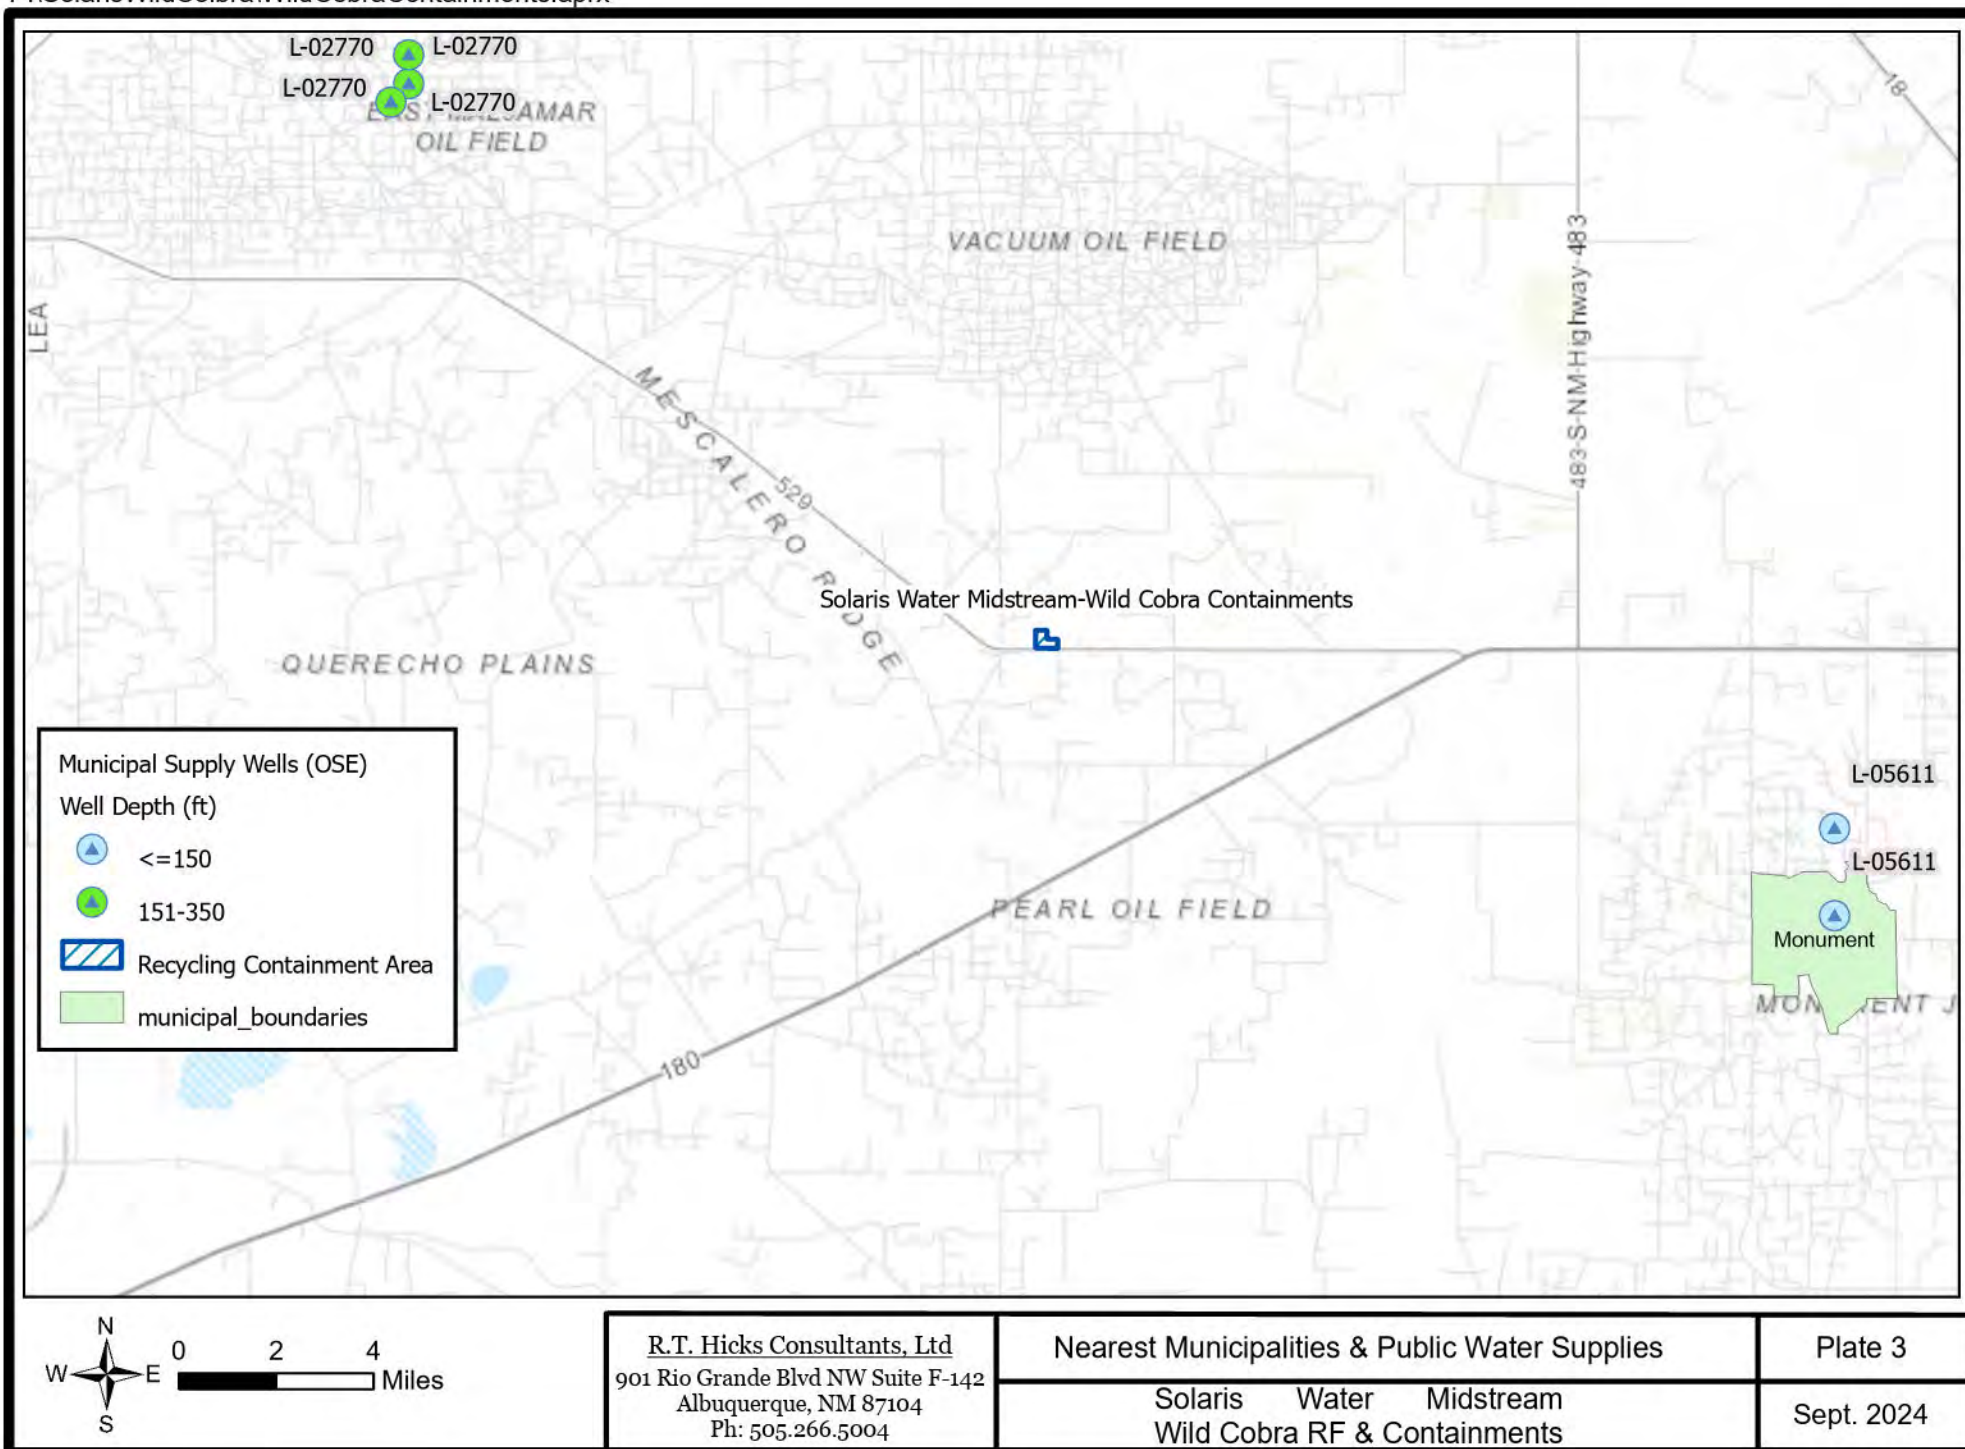 L-02770
L-02770
L-02770
L-02770
OIL FIELD
VACUUM OIL FIELD
18
483-S-NM-Highway-483
LEA
MESCALERO RIDGE
529
Solaris Water Midstream-Wild Cobra Containments
QUERECHO PLAINS
Municipal Supply Wells (OSE)
Well Depth (ft)
<=150
151-350
Recycling Containment Area
municipal_boundaries
L-05611
L-05611
PEARL OIL FIELD
Monument
180
N
W
E
S
0 2 4
Miles
R.T. Hicks Consultants, Ltd
901 Rio Grande Blvd NW Suite F-142
Albuquerque, NM 87104
Ph: 505.266.5004
Nearest Municipalities & Public Water Supplies
Solaris Water Midstream
Wild Cobra RF & Containments
Plate 3
Sept. 2024